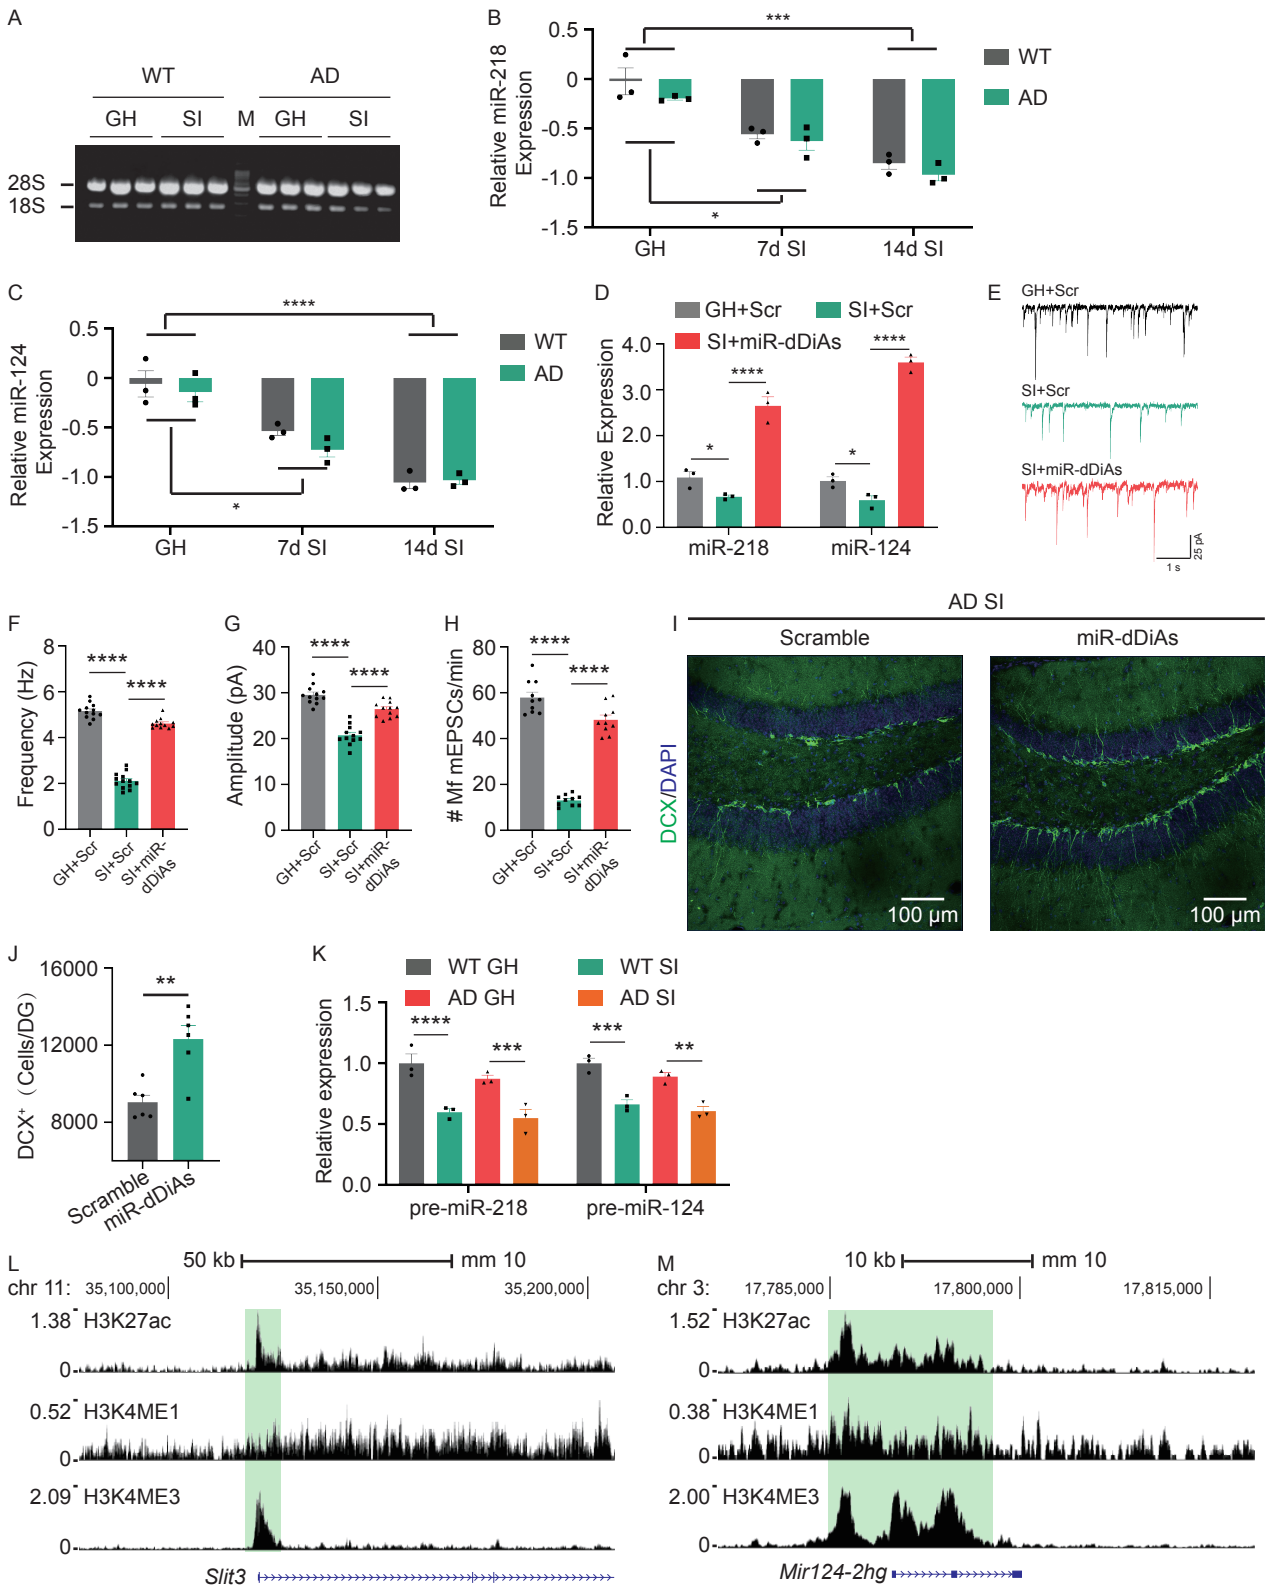 A
WT
AD
GH
SI
M
GH
SI
28S
18S
B
***
0.5
0
-0.5
-1.0
-1.5
Relative miR-218
Expression
*
GH
7d SI
14d SI
WT
AD
C
****
0.5
0
-0.5
-1.0
-1.5
Relative miR-124
Expression
*
GH
7d SI
14d SI
WT
AD
D
GH+Scr
SI+Scr
SI+miR-dDiAs
****
****
*
*
4.0
3.0
2.0
1.0
0.0
Relative Expression
miR-218
miR-124
E
GH+Scr
SI+Scr
SI+miR-dDiAs
25 pA
1 s
F
8
6
4
2
0
Frequency (Hz)
****
****
GH+Scr
SI+Scr
SI+miR-
dDiAs
G
40
30
20
10
0
Amplitude (pA)
****
****
GH+Scr
SI+Scr
SI+miR-
dDiAs
H
80
60
40
20
0
# Mf mEPSCs/min
****
****
GH+Scr
SI+Scr
SI+miR-
dDiAs
I
AD SI
Scramble
miR-dDiAs
DCX/DAPI
100 µm
100 µm
J
16000
12000
8000
DCX⁺ (Cells/DG)
**
Scramble
miR-dDiAs
K
WT GH
WT SI
AD GH
AD SI
1.5
1.0
0.5
0.0
Relative expression
****
***
***
**
pre-miR-218
pre-miR-124
L
50 kb
mm 10
chr 11:
35,100,000
35,150,000
35,200,000
1.38
H3K27ac
0
0.52
H3K4ME1
0
2.09
H3K4ME3
0
Slit3
M
10 kb
mm 10
chr 3:
17,785,000
17,800,000
17,815,000
1.52
H3K27ac
0
0.38
H3K4ME1
0
2.00
H3K4ME3
0
Mir124-2hg